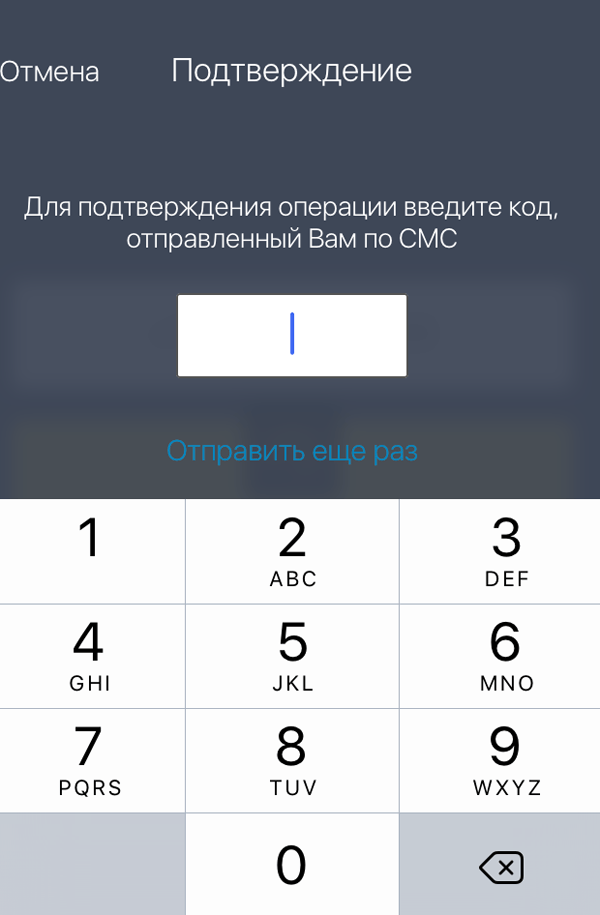 Отмена Подтверждение
Для подтверждения операции введите код,
отправленный Вам по СМС
Отправить еще раз
1 2 3
ABC DEF
4 5 6
GHI JKL MNO
7 8 9
PQRS TUV WXYZ
0